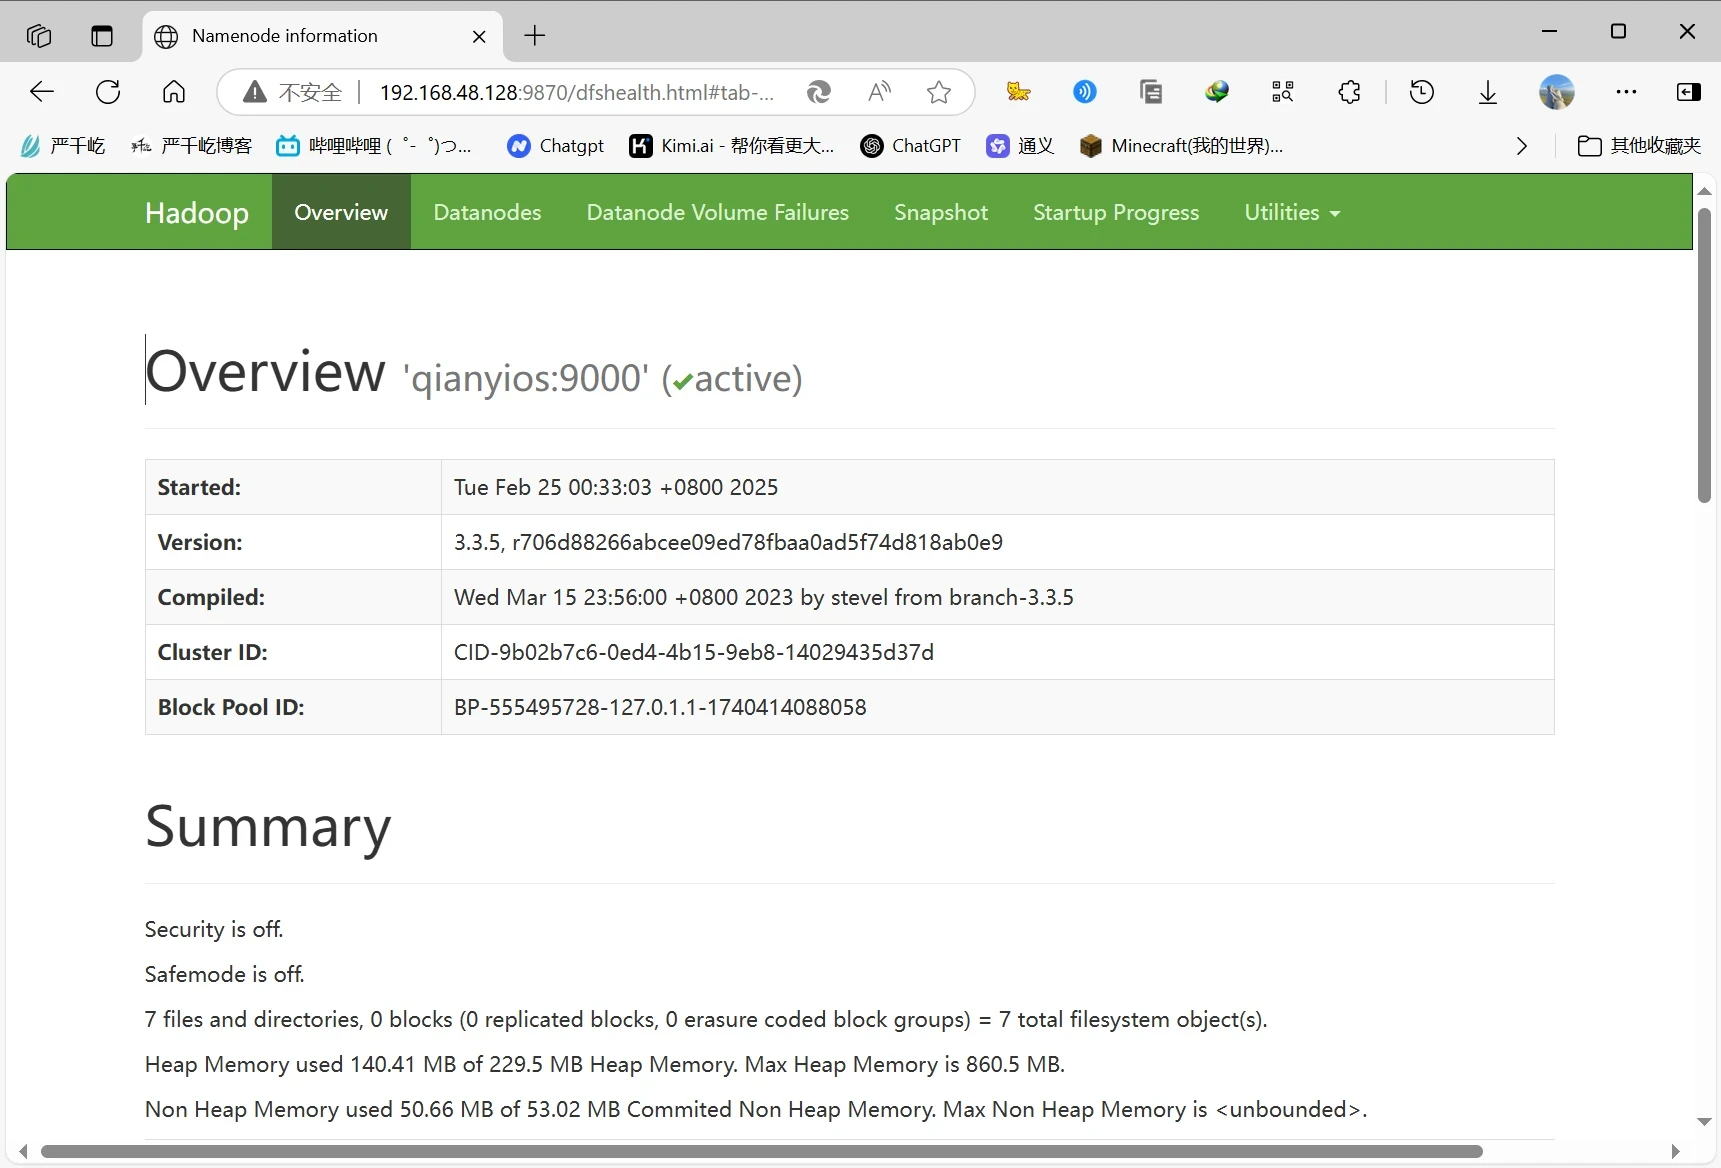 Namenode information
不安全 192.168.48.128:9870/dfshealth.html#tab-...
严千屹 严千屹博客 哔哩哔哩 ( ゜- ゜)つ... Chatgpt Kimi.ai - 帮你看更大... ChatGPT 通义 Minecraft(我的世界)... 其他收藏夹
Hadoop Overview Datanodes Datanode Volume Failures Snapshot Startup Progress Utilities
Overview 'qianyios:9000' (✔active)
Started: Tue Feb 25 00:33:03 +0800 2025
Version: 3.3.5, r706d88266abcee09ed78fbaa0ad5f74d818ab0e9
Compiled: Wed Mar 15 23:56:00 +0800 2023 by stevel from branch-3.3.5
Cluster ID: CID-9b02b7c6-0ed4-4b15-9eb8-14029435d37d
Block Pool ID: BP-555495728-127.0.1.1-1740414088058
Summary
Security is off.
Safemode is off.
7 files and directories, 0 blocks (0 replicated blocks, 0 erasure coded block groups) = 7 total filesystem object(s).
Heap Memory used 140.41 MB of 229.5 MB Heap Memory. Max Heap Memory is 860.5 MB.
Non Heap Memory used 50.66 MB of 53.02 MB Commited Non Heap Memory. Max Non Heap Memory is <unbounded>.